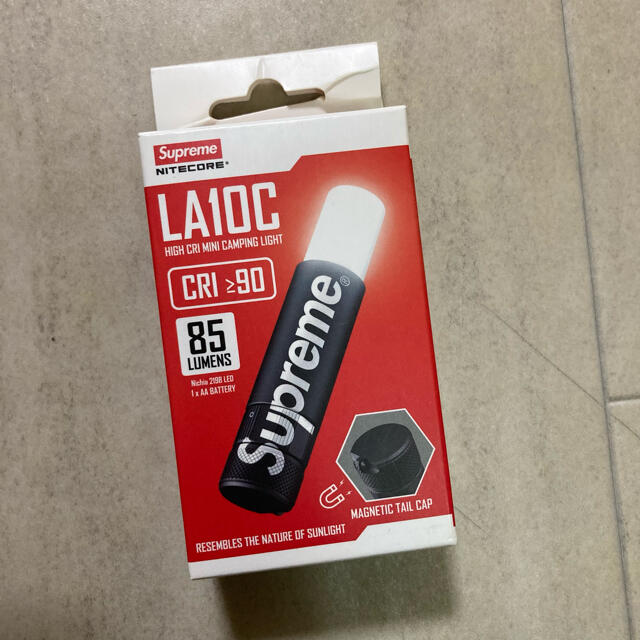 Supreme
NITECORE®
LA10C
HIGH CRI MINI CAMPING LIGHT
CRI ≥90
85
LUMENS
Nichia 219B LED
1 x AA BATTERY
Supreme®
MAGNETIC TAIL CAP
RESEMBLES THE NATURE OF SUNLIGHT